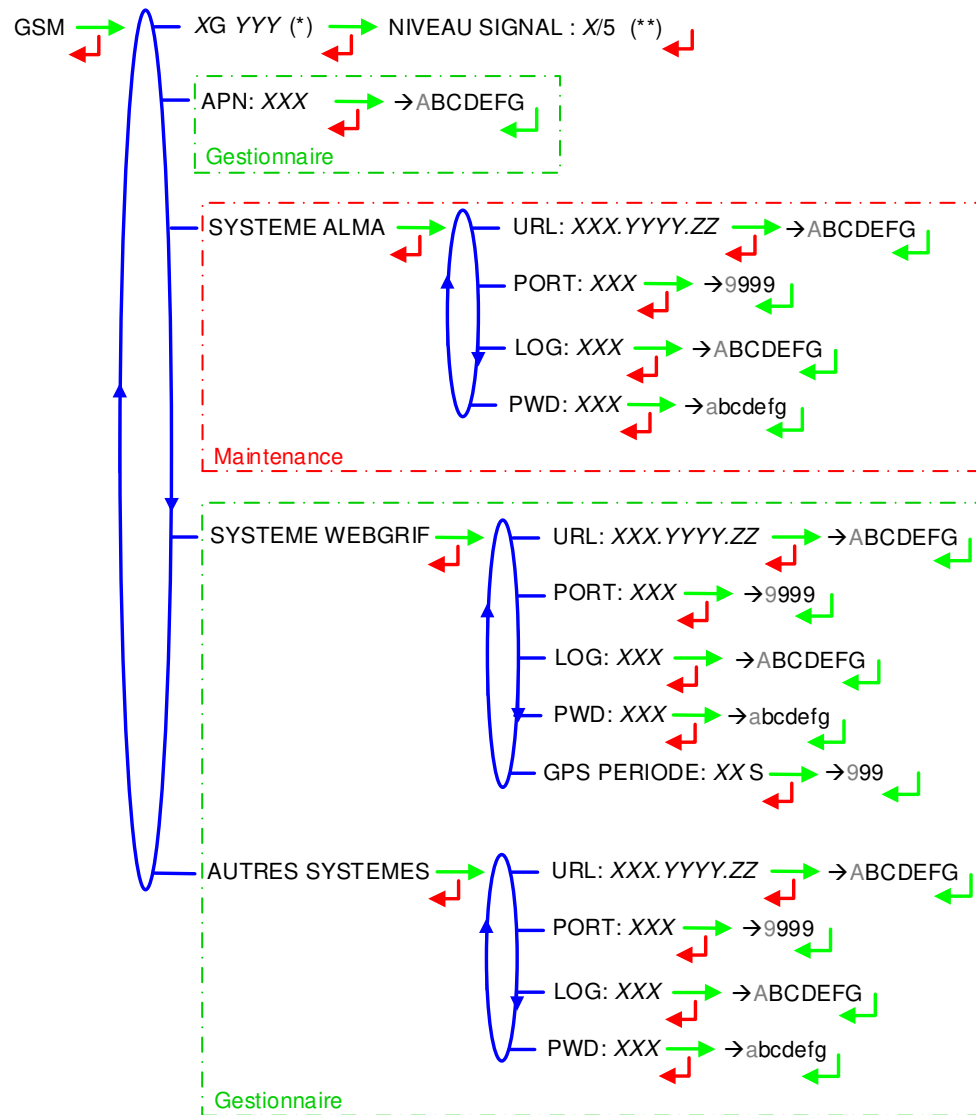 GSM XG YYY (*) NIVEAU SIGNAL : X/5 (**)
APN: XXX →ABCDEFG
Gestionnaire
SYSTEME ALMA URL: XXX.YYYY.ZZ →ABCDEFG
PORT: XXX →9999
LOG: XXX →ABCDEFG
PWD: XXX →abcdefg
Maintenance
SYSTEME WEBGRIF URL: XXX.YYYY.ZZ →ABCDEFG
PORT: XXX →9999
LOG: XXX →ABCDEFG
PWD: XXX →abcdefg
GPS PERIODE: XX S →999
AUTRES SYSTEMES URL: XXX.YYYY.ZZ →ABCDEFG
PORT: XXX →9999
LOG: XXX →ABCDEFG
PWD: XXX →abcdefg
Gestionnaire